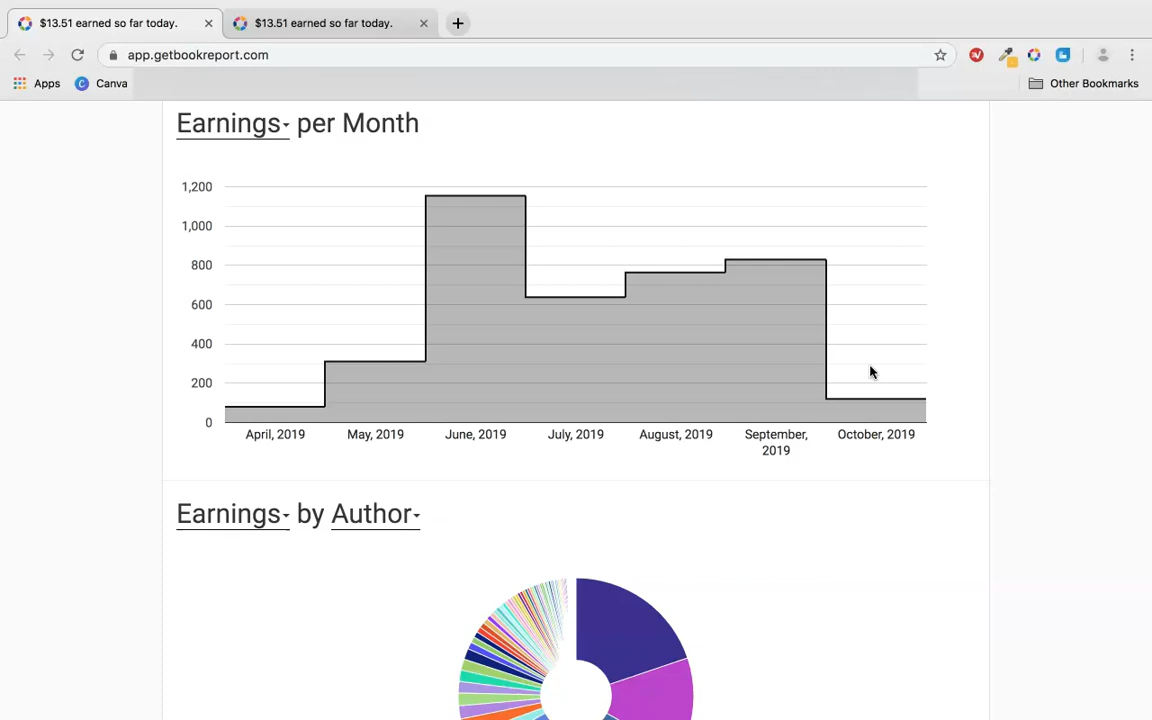 $13.51 earned so far today.
$13.51 earned so far today.
app.getbookreport.com
Apps
Canva
Other Bookmarks
Earnings per Month
1,200
1,000
800
600
400
200
0
April, 2019
May, 2019
June, 2019
July, 2019
August, 2019
September,
2019
October, 2019
Earnings by Author